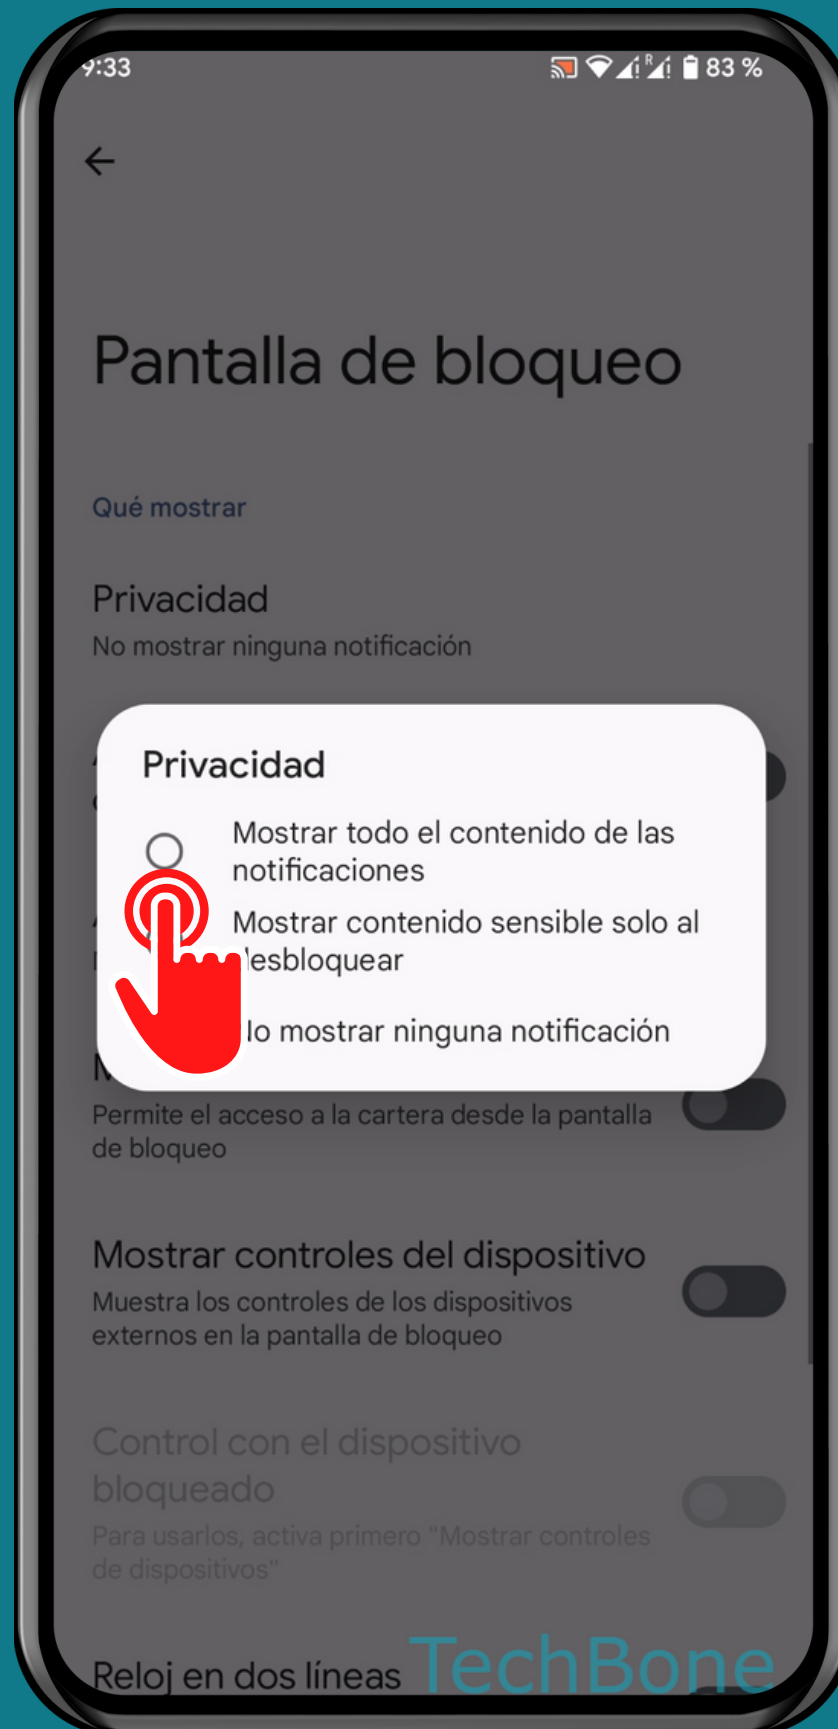 9:33
R
83 %
Pantalla de bloqueo
Qué mostrar
Privacidad
No mostrar ninguna notificación
Privacidad
Mostrar todo el contenido de las
notificaciones
Mostrar contenido sensible solo al
desbloquear
No mostrar ninguna notificación
Permite el acceso a la cartera desde la pantalla
de bloqueo
Mostrar controles del dispositivo
Muestra los controles de los dispositivos
externos en la pantalla de bloqueo
Control con el dispositivo
bloqueado
Para usarlos, activa primero "Mostrar controles
de dispositivos"
Reloj en dos líneas
TechBone